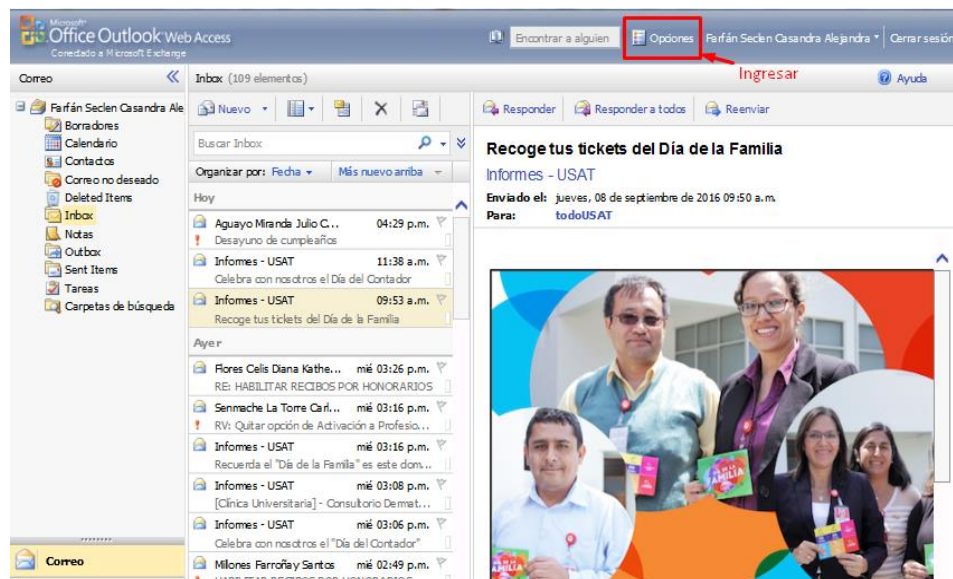 Microsoft®
Office Outlook Web Access
Conectado a Microsoft Exchange
Encontrar a alguien
Opciones
Farfán Seclen Casandra Alejandra
Cerrar sesión
Ingresar
Correo
Inbox (109 elementos)
Ayuda
Farfán Seclen Casandra Ale
Borradores
Calendario
Contactos
Correo no deseado
Deleted Items
Inbox
Notas
Outbox
Sent Items
Tareas
Carpetas de búsqueda
Correo
Nuevo
Buscar Inbox
Organizar por: Fecha Más nuevo arriba
Hoy
Aguayo Miranda Julio C... 04:29 p.m.
Desayuno de cumpleaños
Informes - USAT 11:38 a.m.
Celebra con nosotros el Día del Contador
Informes - USAT 09:53 a.m.
Recoge tus tickets del Día de la Familia
Ayer
Flores Celis Diana Kathe... mié 03:26 p.m.
RE: HABILITAR RECIBOS POR HONORARIOS
Senmache La Torre Carl... mié 03:16 p.m.
RV: Quitar opción de Activación a Profesio...
Informes - USAT mié 03:16 p.m.
Recuerda el "Día de la Familia" es este dom...
Informes - USAT mié 03:08 p.m.
[Clínica Universitaria] - Consultorio Dermat...
Informes - USAT mié 03:06 p.m.
Celebra con nosotros el "Día del Contador"
Millones Farroñay Santos mié 02:49 p.m.
Responder
Responder a todos
Reenviar
Recoge tus tickets del Día de la Familia
Informes - USAT
Enviado el: jueves, 08 de septiembre de 2016 09:50 a.m.
Para: todoUSAT
DÍA DE LA
FAMILIA
FAMILIA